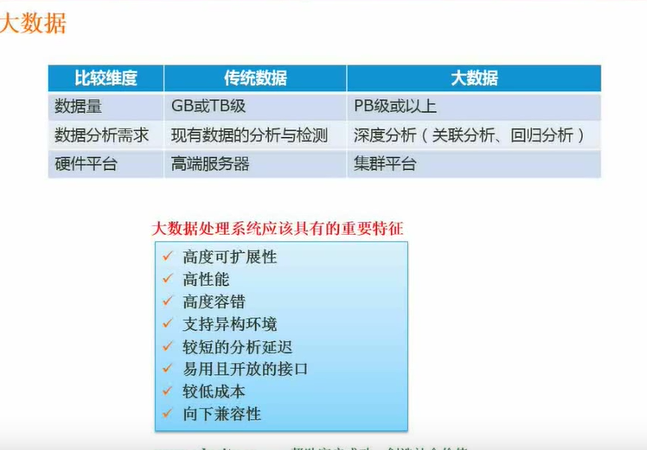 大数据
比较维度 传统数据 大数据
数据量 GB或TB级 PB级或以上
数据分析需求 现有数据的分析与检测 深度分析（关联分析、回归分析）
硬件平台 高端服务器 集群平台
大数据处理系统应该具有的重要特征
✓ 高度可扩展性
✓ 高性能
✓ 高度容错
✓ 支持异构环境
✓ 较短的分析延迟
✓ 易用且开放的接口
✓ 较低成本
✓ 向下兼容性